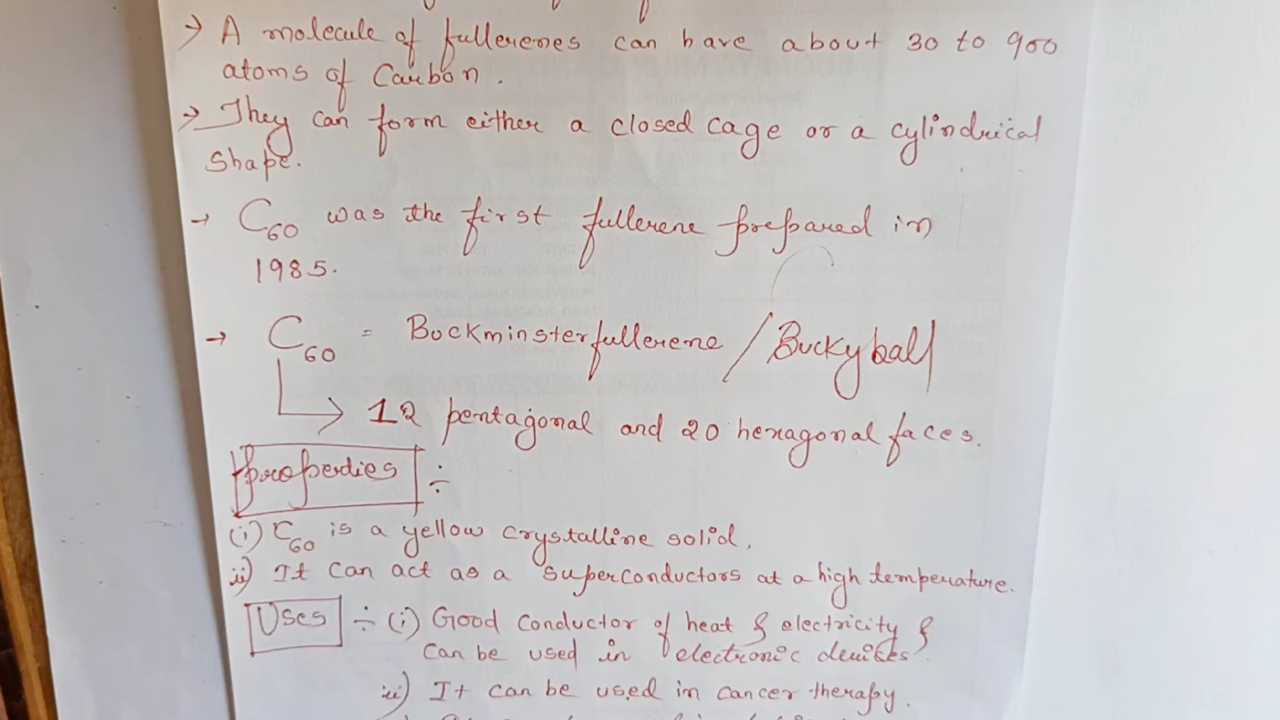 → A molecule of fullerenes can have about 30 to 900
atoms of Carbon.
→ They can form either a closed cage or a cylindrical
shape.
→ C60 was the first fullerene prepared in
1985.
→ C60 = Buckminsterfullerene / Bucky ball
→ 12 pentagonal and 20 hexagonal faces.
Properties ÷
(i) C60 is a yellow crystalline solid.
ii) It can act as a superconductors at a high temperature.
Uses ÷ (i) Good conductor of heat & electricity &
can be used in electronic devices.
ii) It can be used in cancer therapy.